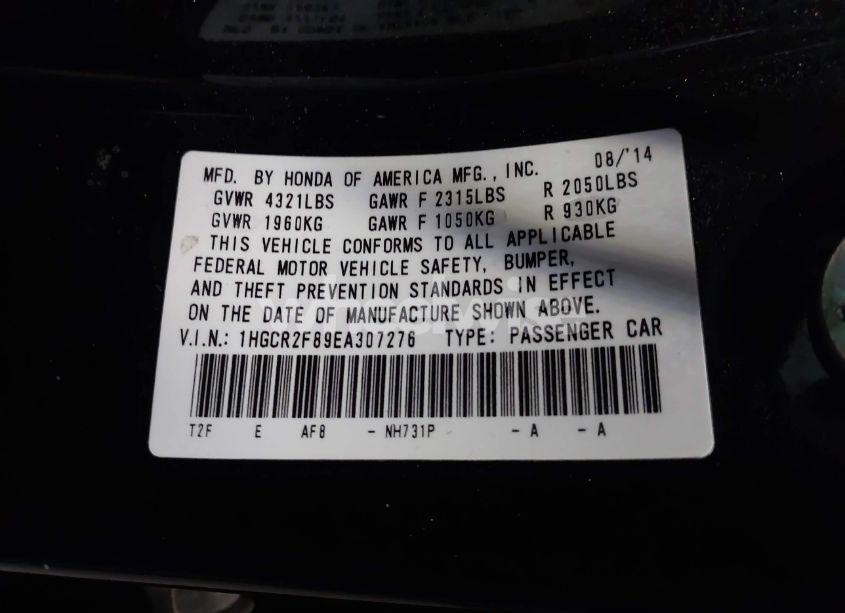 MFD. BY HONDA OF AMERICA MFG., INC. 08/'14
GVWR 4321LBS GAWR F 2315LBS R 2050LBS
GVWR 1960KG GAWR F 1050KG R 930KG
THIS VEHICLE CONFORMS TO ALL APPLICABLE
FEDERAL MOTOR VEHICLE SAFETY, BUMPER,
AND THEFT PREVENTION STANDARDS IN EFFECT
ON THE DATE OF MANUFACTURE SHOWN ABOVE.
V.I.N.: 1HGCR2F89EA307276 TYPE: PASSENGER CAR
T2F E AF8 - NH731P - A - A